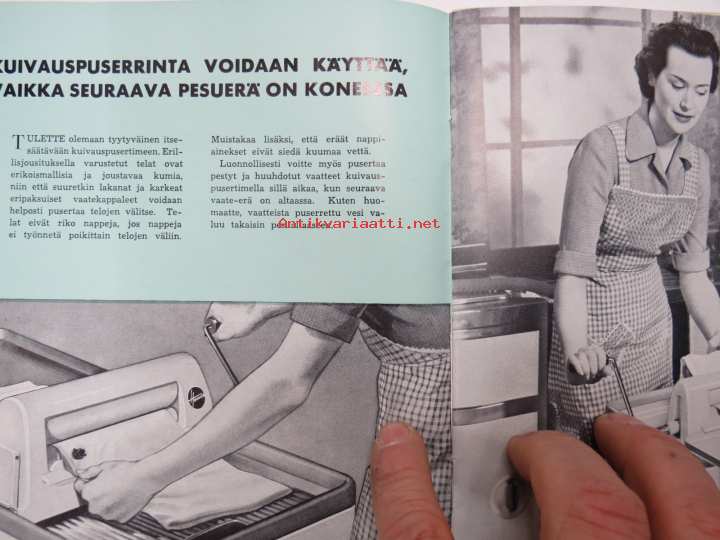 KUIVAUSPUSERRINTA VOIDAAN KÄYTTÄÄ,
VAIKKA SEURAAVA PESUERÄ ON KONEESSA
TULETTE olemaan tyytyväinen itse-
säätävään kuivauspusertimeen. Eril-
lisjousituksella varustetut telat ovat
erikoismallisia ja joustavaa kumia,
niin että suuretkin lakanat ja karkeat
eripaksuiset vaatekappaleet voidaan
helposti pusertaa telojen välitse. Te-
lat eivät riko nappeja, jos nappeja
ei työnnetä poikittain telojen väliin.
Muistakaa lisäksi, että eräät nappi-
ainekset eivät siedä kuumaa vettä.
Luonnollisesti voitte myös pusertaa
pestyt ja huuhdotut vaatteet kuivaus-
pusertimella sillä aikaa, kun seuraava
vaate-erä on altaassa. Kuten huo-
maatte, vaatteista puserrettu vesi va-
luu takaisin pesualtaaseen.
Antikvariaatti.net